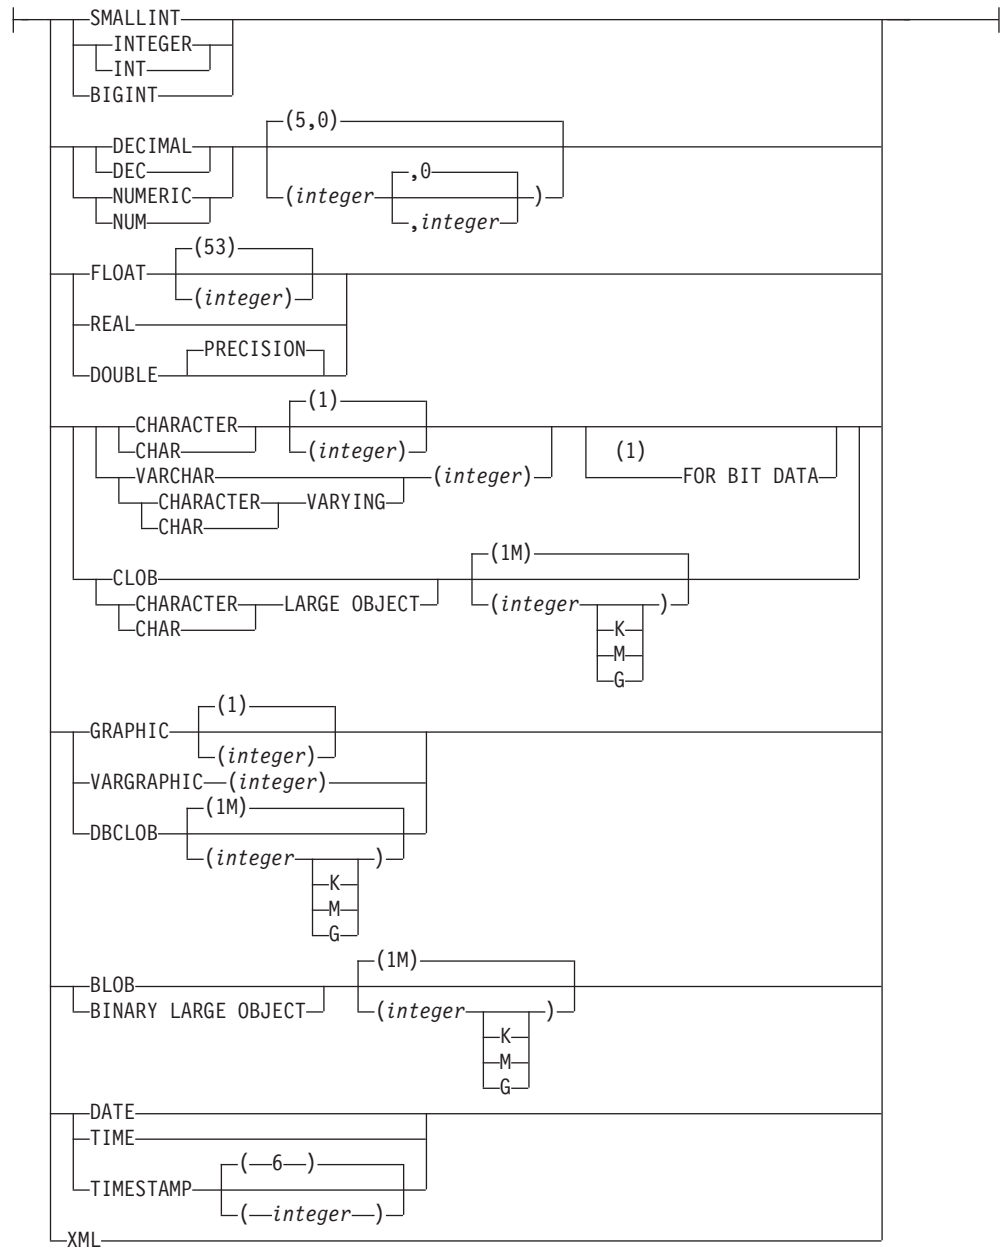 SMALLINT
INTEGER
INT
BIGINT
(5,0)
DECIMAL
DEC
,0
NUMERIC
(integer
)
NUM
,integer
(53)
FLOAT
(integer)
REAL
PRECISION
DOUBLE
(1)
CHARACTER
CHAR
(integer)
(1)
VARCHAR
(integer)
FOR BIT DATA
CHARACTER
VARYING
CHAR
(1M)
CLOB
CHARACTER
LARGE OBJECT
(integer
)
CHAR
K
M
G
(1)
GRAPHIC
(integer)
VARGRAPHIC
(integer)
(1M)
DBCLOB
(integer
)
K
M
G
(1M)
BLOB
BINARY LARGE OBJECT
(integer
)
K
M
G
DATE
TIME
( 6 )
TIMESTAMP
( integer )
XML